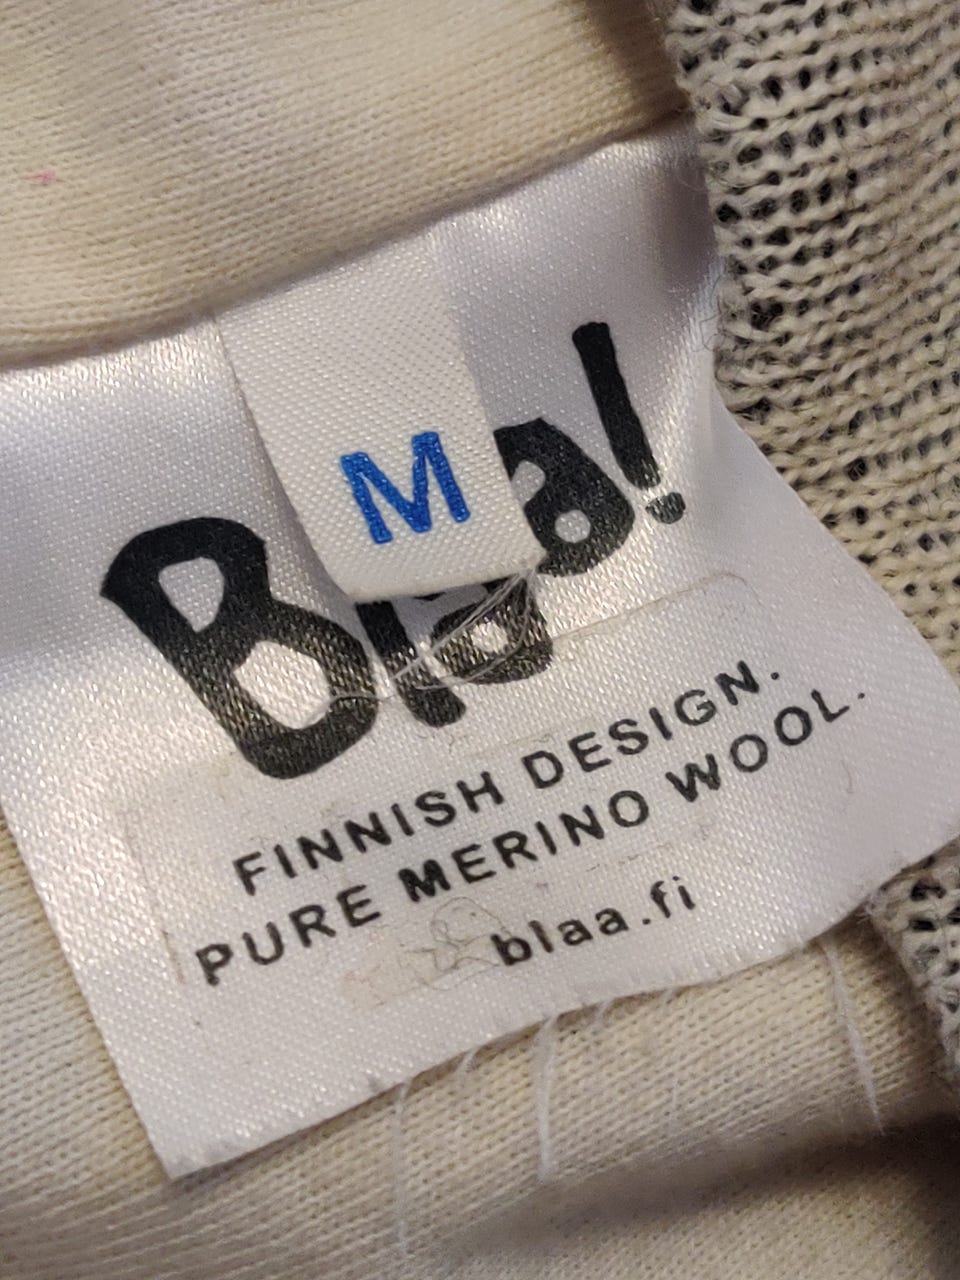 Blaa!
M
FINNISH DESIGN.
PURE MERINO WOOL.
blaa.fi